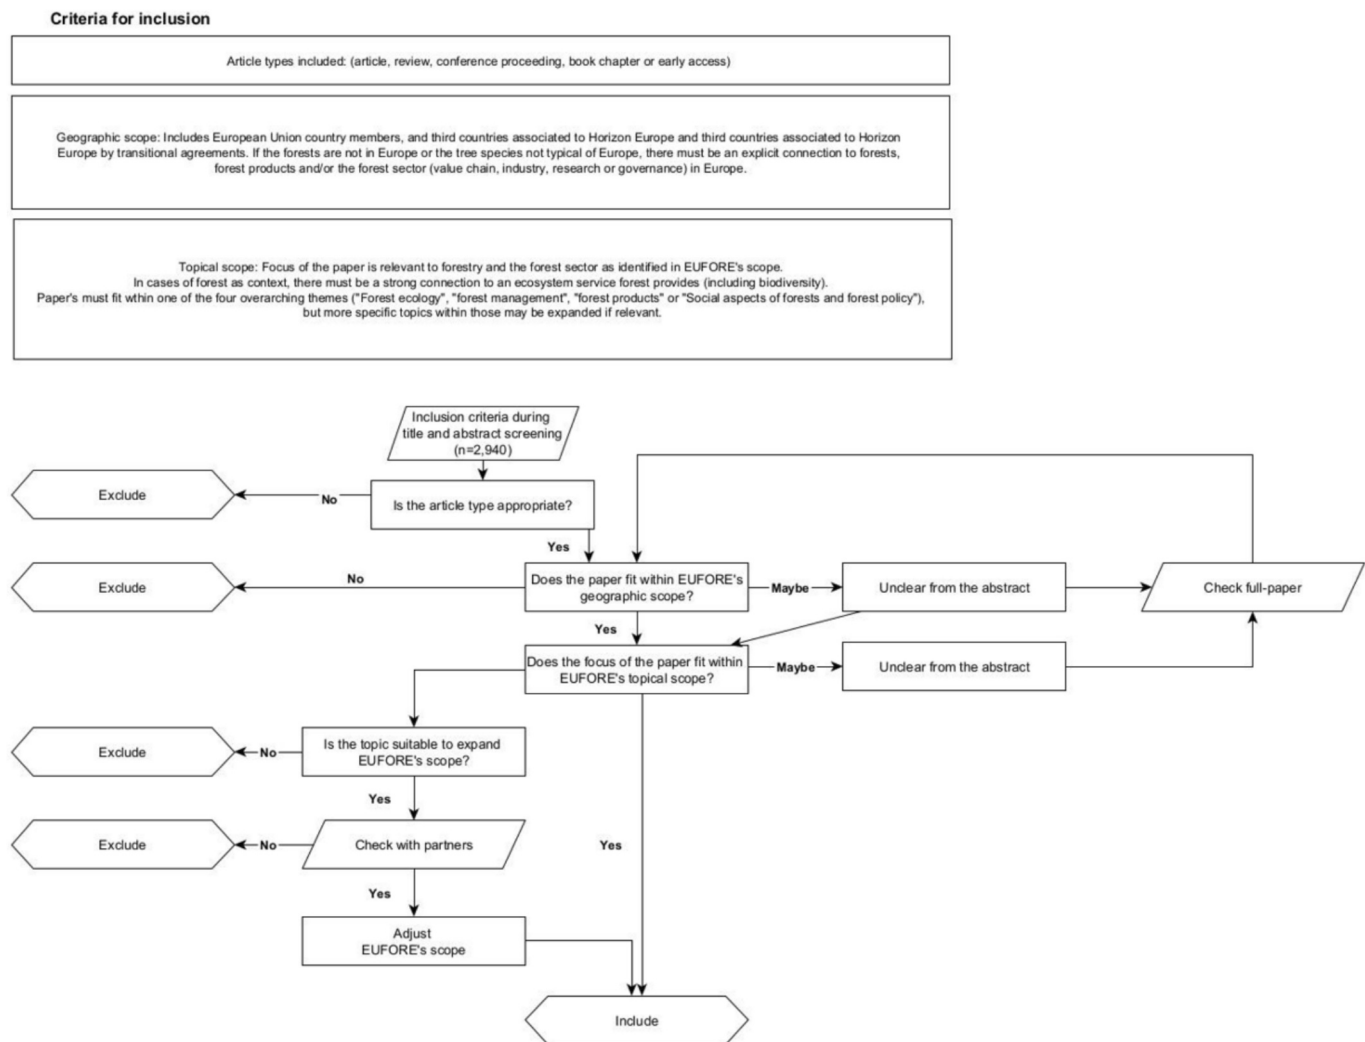 Criteria for inclusion
Article types included: (article, review, conference proceeding, book chapter or early access)
Geographic scope: Includes European Union country members, and third countries associated to Horizon Europe and third countries associated to Horizon
Europe by transitional agreements. If the forests are not in Europe or the tree species not typical of Europe, there must be an explicit connection to forests,
forest products and/or the forest sector (value chain, industry, research or governance) in Europe.
Topical scope: Focus of the paper is relevant to forestry and the forest sector as identified in EUFORE's scope.
In cases of forest as context, there must be a strong connection to an ecosystem service forest provides (including biodiversity).
Paper's must fit wthin one of the four overarching themes ("Forest ecology", "forest management", "forest products" or "Social aspects of forests and forest policy"),
but more specific topics within those may be expanded if relevant.
Inclusion criteria during
title and abstract screening
(n=2,940)
Exclude
No
Is the article type appropriate?
Yes
Exclude
No
Does the paper fit within EUFORE's
geographic scope?
Maybe
Unclear from the abstract
Check full-paper
Yes
Does the focus of the paper fit within
EUFORE's topical scope?
Maybe
Unclear from the abstract
Exclude
No
Is the topic suitable to expand
EUFORE's scope?
Yes
Exclude
No
Check with partners
Yes
Yes
Adjust
EUFORE's scope
Include